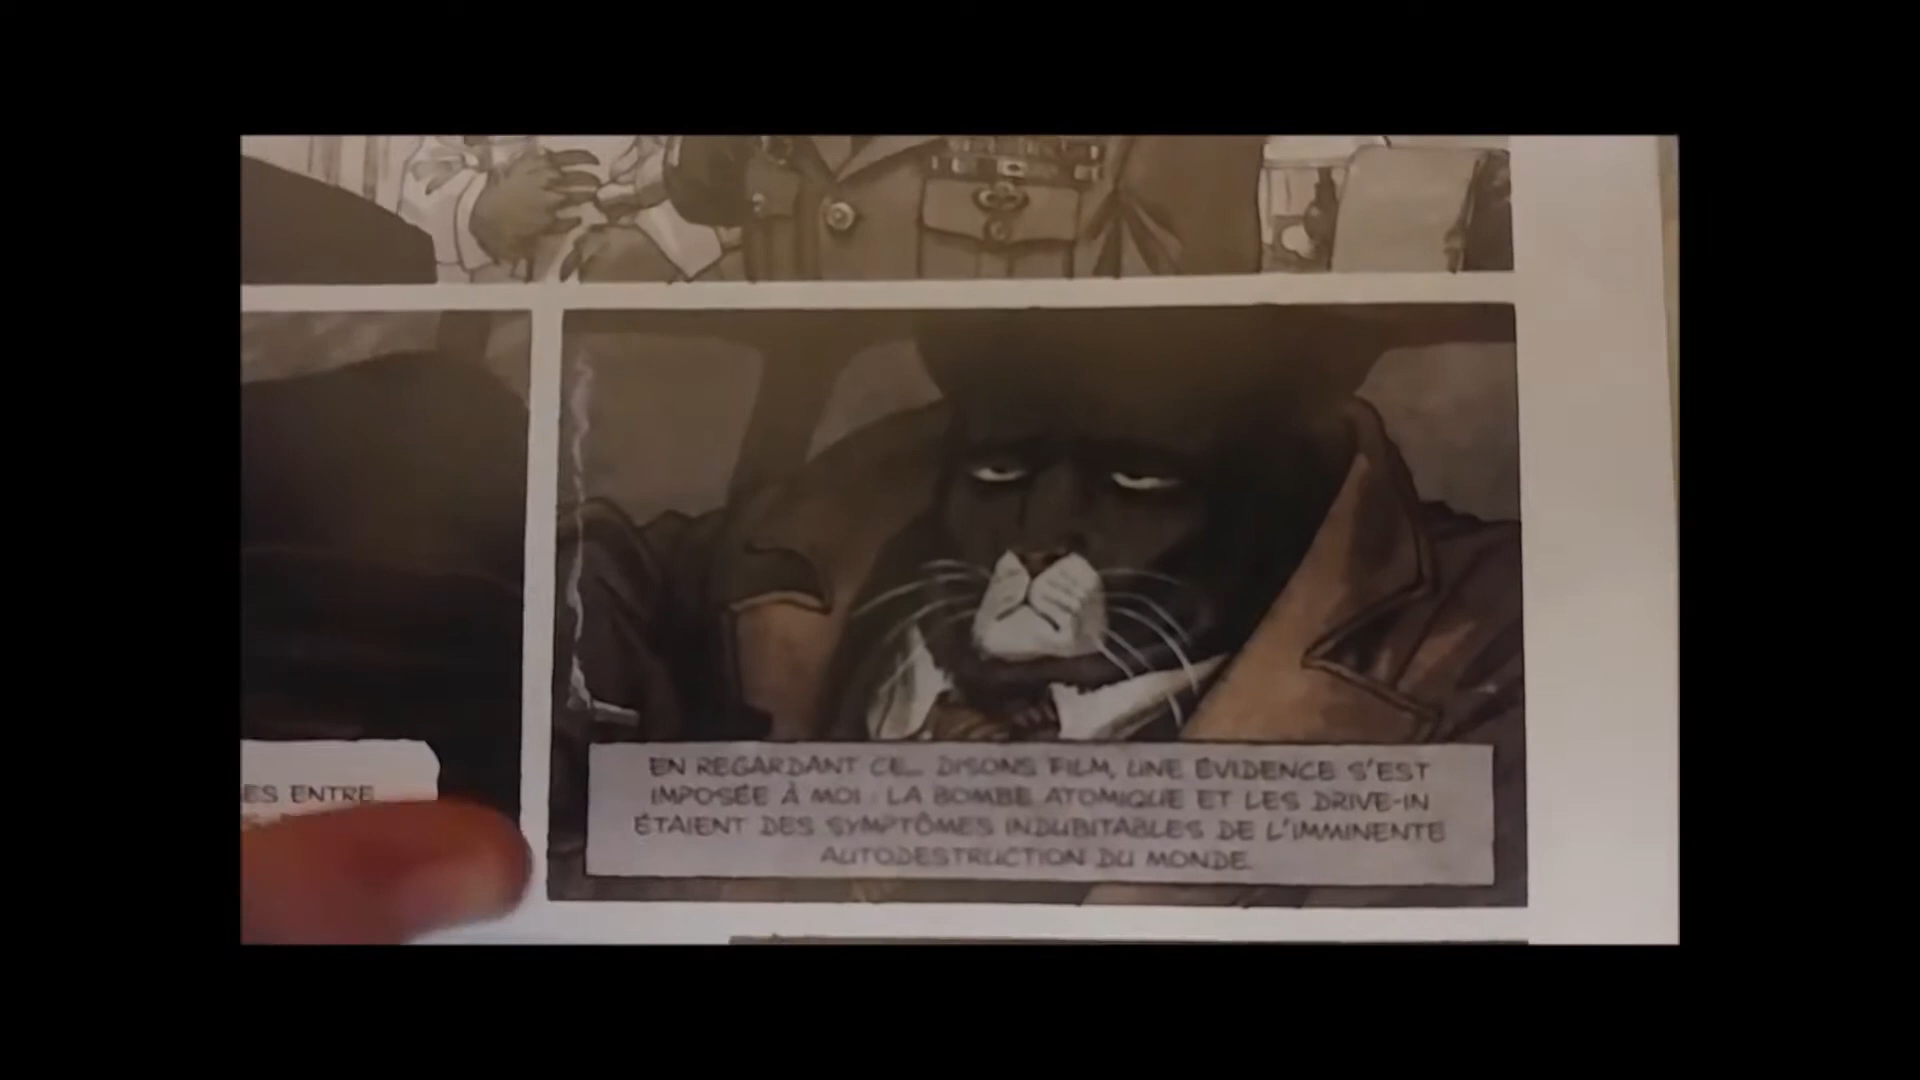 ES ENTRE
EN REGARDANT CE... DISONS FILM, UNE ÉVIDENCE S'EST
IMPOSÉE À MOI : LA BOMBE ATOMIQUE ET LES DRIVE-IN
ÉTAIENT DES SYMPTÔMES INDUBITABLES DE L'IMMINENTE
AUTODESTRUCTION DU MONDE.